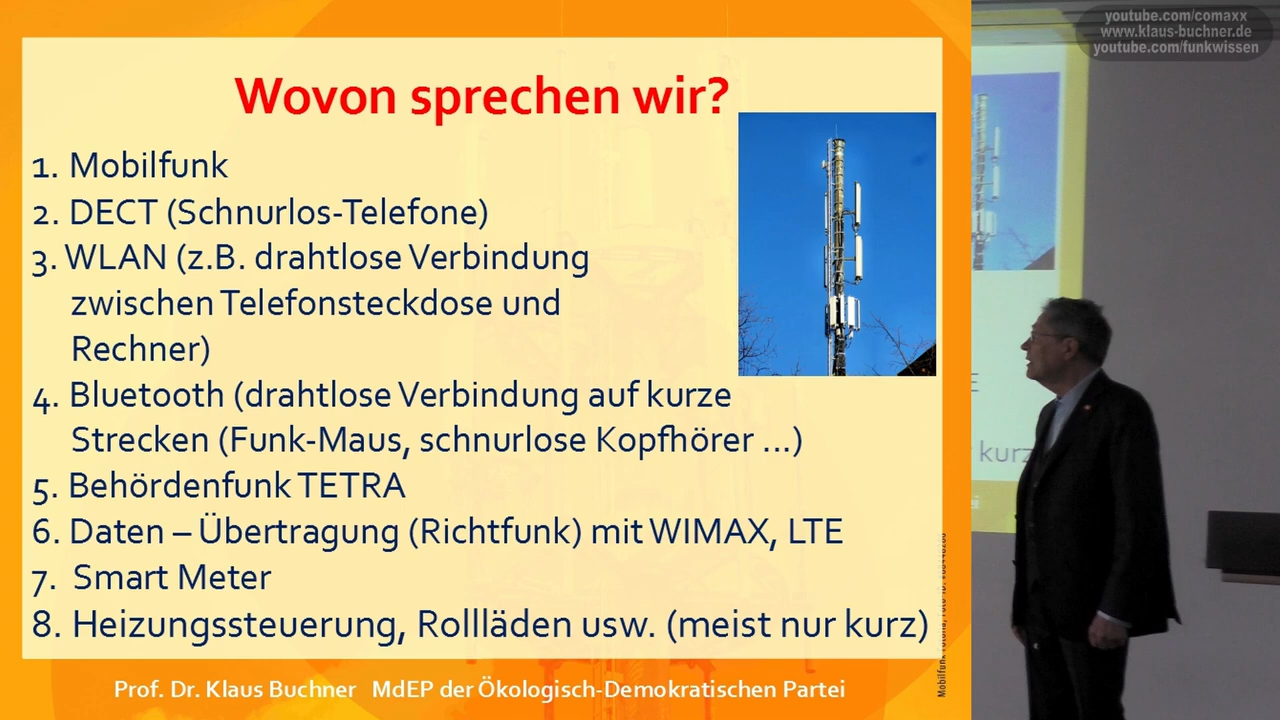 Wovon sprechen wir?
1. Mobilfunk
2. DECT (Schnurlos-Telefone)
3. WLAN (z.B. drahtlose Verbindung
zwischen Telefonsteckdose und
Rechner)
4. Bluetooth (drahtlose Verbindung auf kurze
Strecken (Funk-Maus, schnurlose Kopfhörer ...)
5. Behördenfunk TETRA
6. Daten – Übertragung (Richtfunk) mit WIMAX, LTE
7. Smart Meter
8. Heizungssteuerung, Rollläden usw. (meist nur kurz)
Prof. Dr. Klaus Buchner MdEP der Ökologisch-Demokratischen Partei
youtube.com/comaxx
www.klaus-buchner.de
youtube.com/funkwissen
kurz